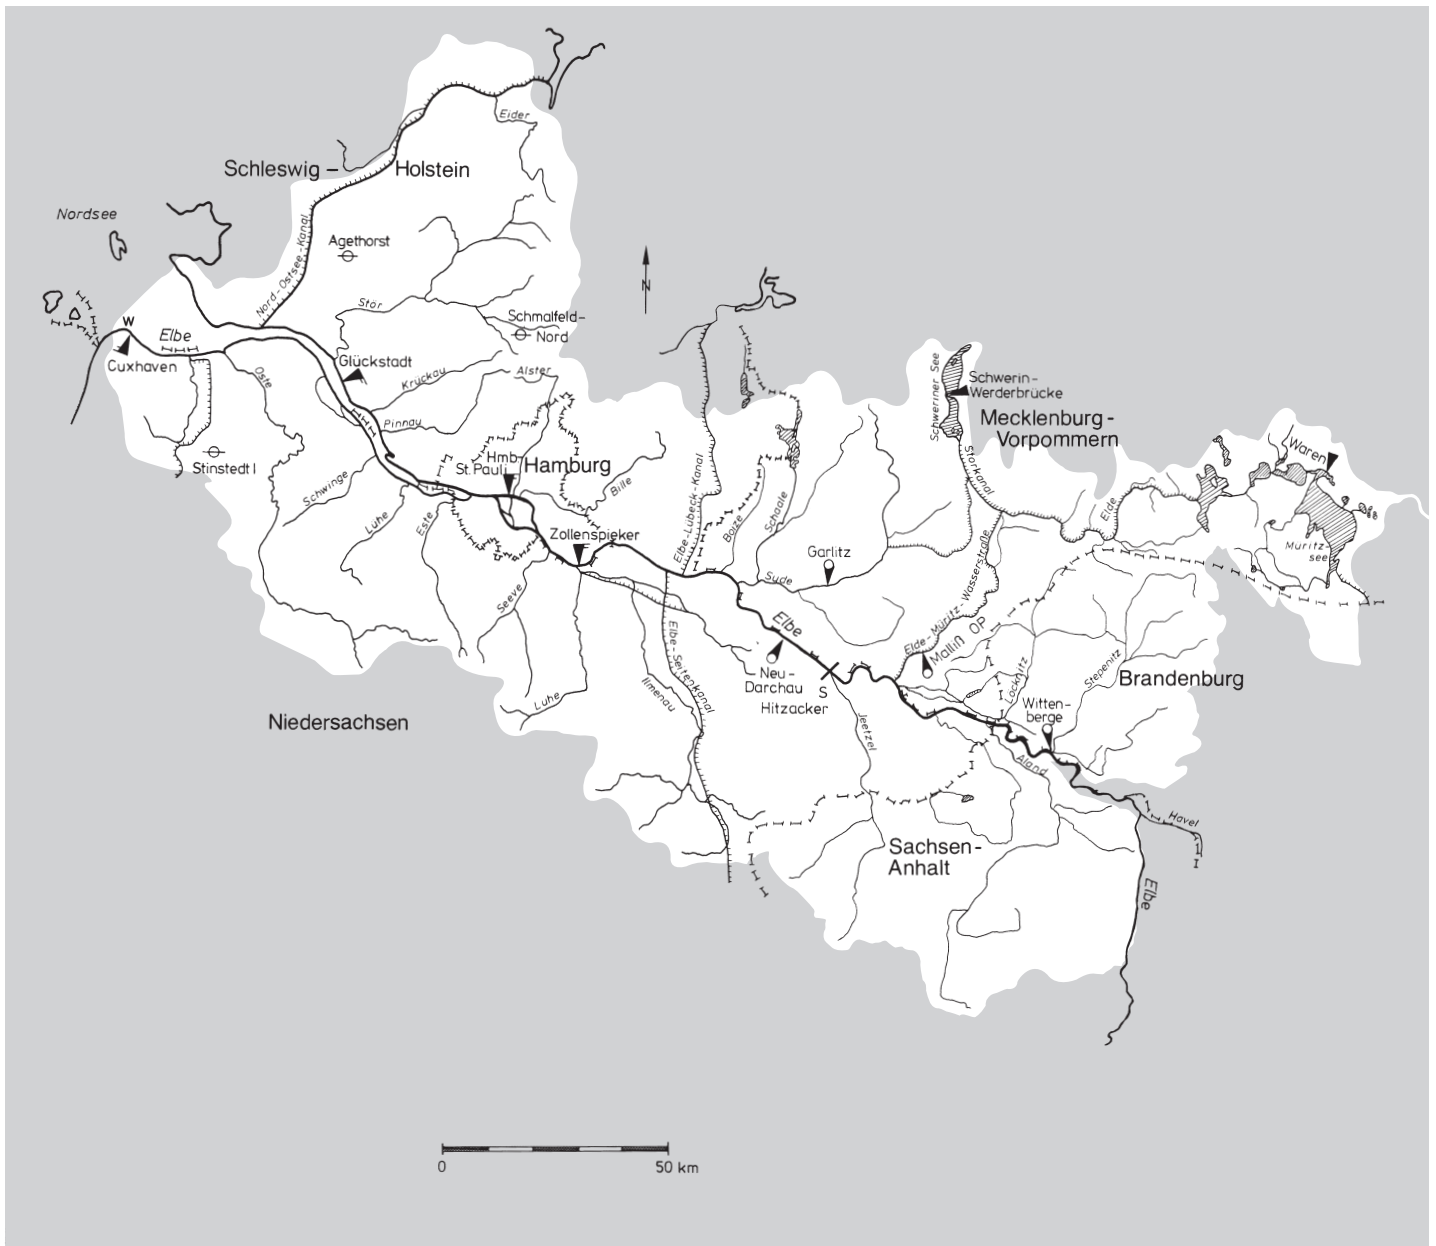 Eider
Schleswig –
Holstein
Nordsee
Nord-Ostsee-Kanal
Agethorst
N
Stör
Schmalfeld-
Nord
W
Elbe
Cuxhaven
Glückstadt
Oste
Krückau
Alster
Pinnau
Schweriner See
Schwerin-
Werderbrücke
Mecklenburg-
Vorpommern
Stinstedt I
Hmb-
St. Pauli
Hamburg
Bille
Schwinge
Lühe
Este
Zollenspieker
Elbe-Lübeck-Kanal
Boize
Schaale
Störkanal
Elde
Waren
Müritz-
see
Garlitz
Sude
Seeve
Elbe
Elde-Müritz-Wasserstraße
Malliß OP
Löcknitz
Stepenitz
Brandenburg
Elbe-Seitenkanal
Ilmenau
Neu-
Darchau
S
Hitzacker
Luhe
Jeetzel
Witten-
berge
Niedersachsen
Aland
Havel
Sachsen-
Anhalt
Elbe
0
50 km